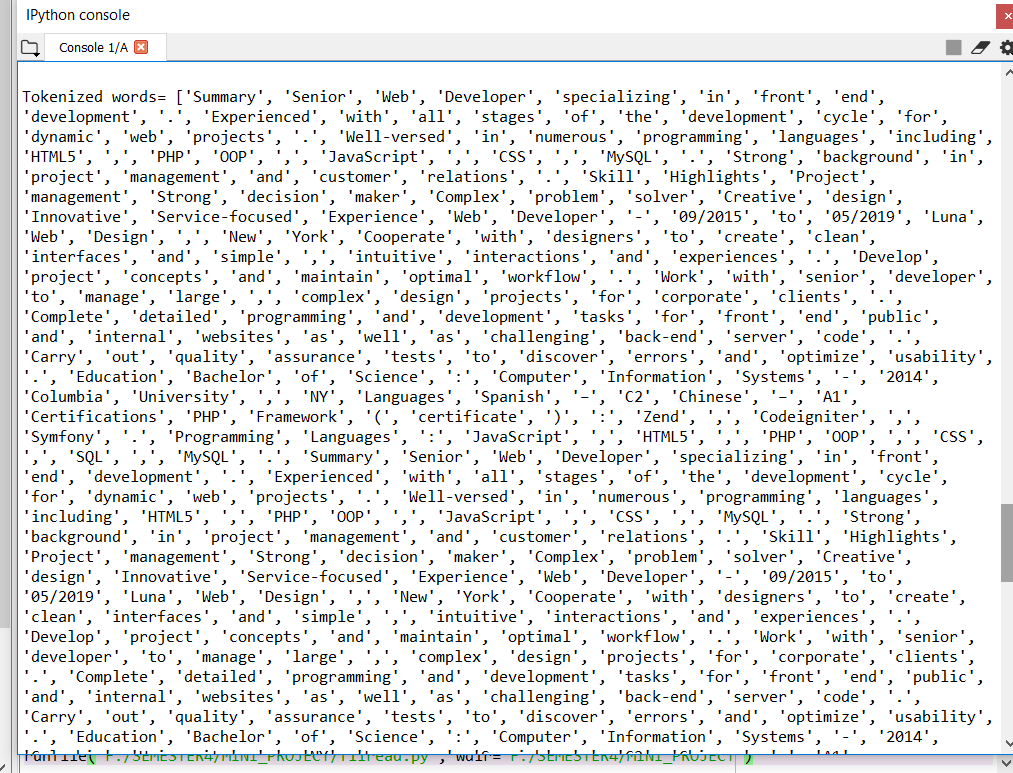 IPython console
Console 1/A
Tokenized words= ['Summary', 'Senior', 'Web', 'Developer', 'specializing', 'in', 'front', 'end',
'development', '.', 'Experienced', 'with', 'all', 'stages', 'of', 'the', 'development', 'cycle', 'for',
'dynamic', 'web', 'projects', '.', 'Well-versed', 'in', 'numerous', 'programming', 'languages', 'including',
'HTML5', ',', 'PHP', 'OOP', ',', 'JavaScript', ',', 'CSS', ',', 'MySQL', '.', 'Strong', 'background', 'in',
'project', 'management', 'and', 'customer', 'relations', '.', 'Skill', 'Highlights', 'Project',
'management', 'Strong', 'decision', 'maker', 'Complex', 'problem', 'solver', 'Creative', 'design',
'Innovative', 'Service-focused', 'Experience', 'Web', 'Developer', '-', '09/2015', 'to', '05/2019', 'Luna',
'Web', 'Design', ',', 'New', 'York', 'Cooperate', 'with', 'designers', 'to', 'create', 'clean',
'interfaces', 'and', 'simple', ',', 'intuitive', 'interactions', 'and', 'experiences', '.', 'Develop',
'project', 'concepts', 'and', 'maintain', 'optimal', 'workflow', '.', 'Work', 'with', 'senior', 'developer',
'to', 'manage', 'large', ',', 'complex', 'design', 'projects', 'for', 'corporate', 'clients', '.',
'Complete', 'detailed', 'programming', 'and', 'development', 'tasks', 'for', 'front', 'end', 'public',
'and', 'internal', 'websites', 'as', 'well', 'as', 'challenging', 'back-end', 'server', 'code', '.',
'Carry', 'out', 'quality', 'assurance', 'tests', 'to', 'discover', 'errors', 'and', 'optimize', 'usability',
'.', 'Education', 'Bachelor', 'of', 'Science', ':', 'Computer', 'Information', 'Systems', '-', '2014',
'Columbia', 'University', ',', 'NY', 'Languages', 'Spanish', '–', 'C2', 'Chinese', '–', 'A1',
'Certifications', 'PHP', 'Framework', '(', 'certificate', ')', ':', 'Zend', ',', 'Codeigniter', ',',
'Symfony', '.', 'Programming', 'Languages', ':', 'JavaScript', ',', 'HTML5', ',', 'PHP', 'OOP', ',', 'CSS',
',', 'SQL', ',', 'MySQL', '.', 'Summary', 'Senior', 'Web', 'Developer', 'specializing', 'in', 'front',
'end', 'development', '.', 'Experienced', 'with', 'all', 'stages', 'of', 'the', 'development', 'cycle',
'for', 'dynamic', 'web', 'projects', '.', 'Well-versed', 'in', 'numerous', 'programming', 'languages',
'including', 'HTML5', ',', 'PHP', 'OOP', ',', 'JavaScript', ',', 'CSS', ',', 'MySQL', '.', 'Strong',
'background', 'in', 'project', 'management', 'and', 'customer', 'relations', '.', 'Skill', 'Highlights',
'Project', 'management', 'Strong', 'decision', 'maker', 'Complex', 'problem', 'solver', 'Creative',
'design', 'Innovative', 'Service-focused', 'Experience', 'Web', 'Developer', '-', '09/2015', 'to',
'05/2019', 'Luna', 'Web', 'Design', ',', 'New', 'York', 'Cooperate', 'with', 'designers', 'to', 'create',
'clean', 'interfaces', 'and', 'simple', ',', 'intuitive', 'interactions', 'and', 'experiences', '.',
'Develop', 'project', 'concepts', 'and', 'maintain', 'optimal', 'workflow', '.', 'Work', 'with', 'senior',
'developer', 'to', 'manage', 'large', ',', 'complex', 'design', 'projects', 'for', 'corporate', 'clients',
'.', 'Complete', 'detailed', 'programming', 'and', 'development', 'tasks', 'for', 'front', 'end', 'public',
'and', 'internal', 'websites', 'as', 'well', 'as', 'challenging', 'back-end', 'server', 'code', '.',
'Carry', 'out', 'quality', 'assurance', 'tests', 'to', 'discover', 'errors', 'and', 'optimize', 'usability',
'.', 'Education', 'Bachelor', 'of', 'Science', ':', 'Computer', 'Information', 'Systems', '-', '2014',